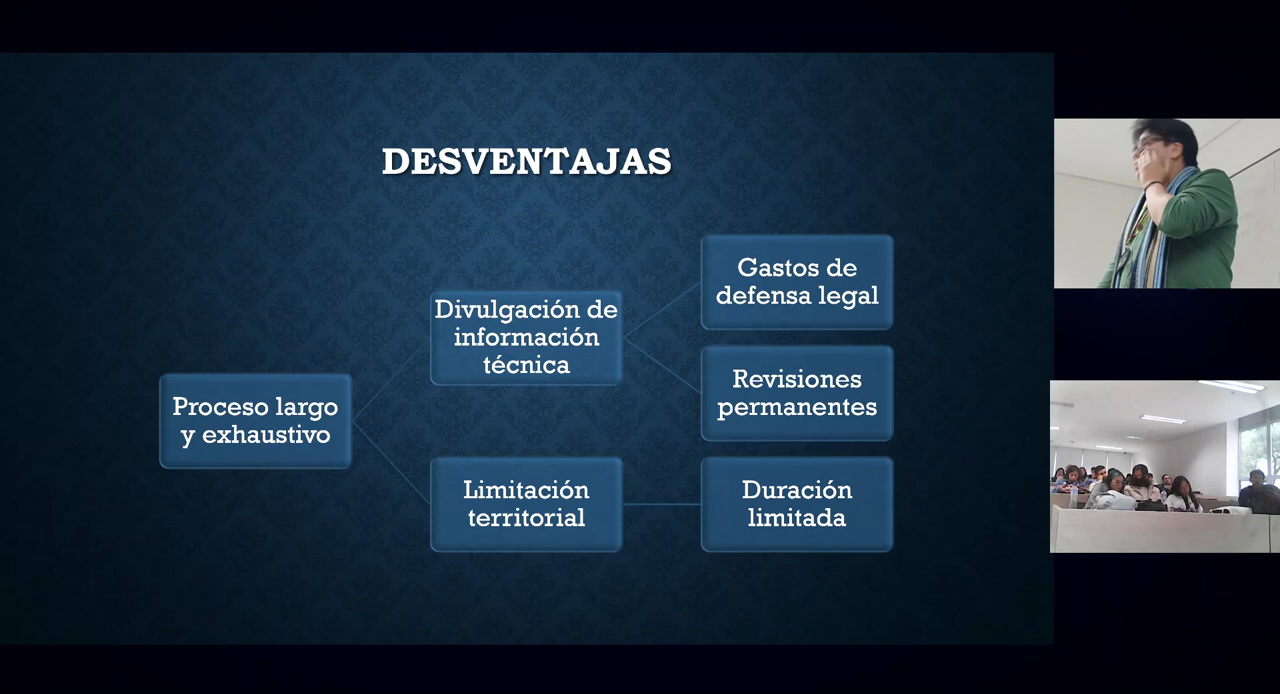 DESVENTAJAS
Proceso largo
y exhaustivo
Divulgación de
información
técnica
Limitación
territorial
Gastos de
defensa legal
Revisiones
permanentes
Duración
limitada